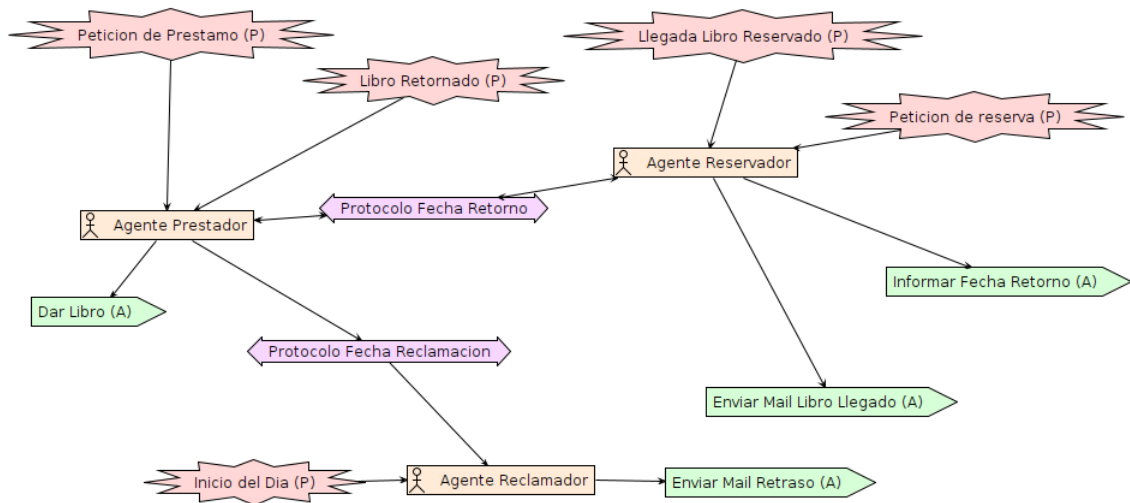 Peticion de Prestamo (P)
Llegada Libro Reservado (P)
Libro Retornado (P)
Peticion de reserva (P)
Agente Reservador
Protocolo Fecha Retorno
Agente Prestador
Informar Fecha Retorno (A)
Dar Libro (A)
Protocolo Fecha Reclamacion
Enviar Mail Libro Llegado (A)
Inicio del Dia (P)
Agente Reclamador
Enviar Mail Retraso (A)